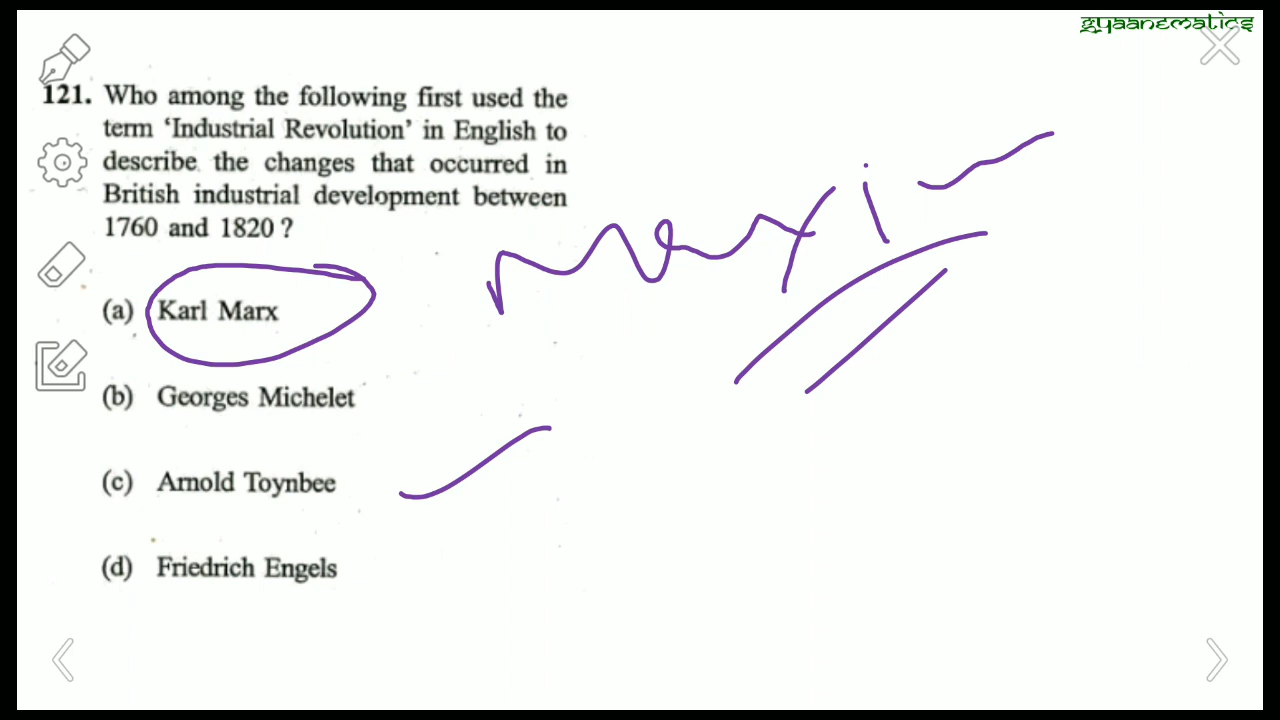 gyaanematics
121. Who among the following first used the
term ‘Industrial Revolution’ in English to
describe the changes that occurred in
British industrial development between
1760 and 1820 ?
(a) Karl Marx
(b) Georges Michelet
(c) Arnold Toynbee
(d) Friedrich Engels